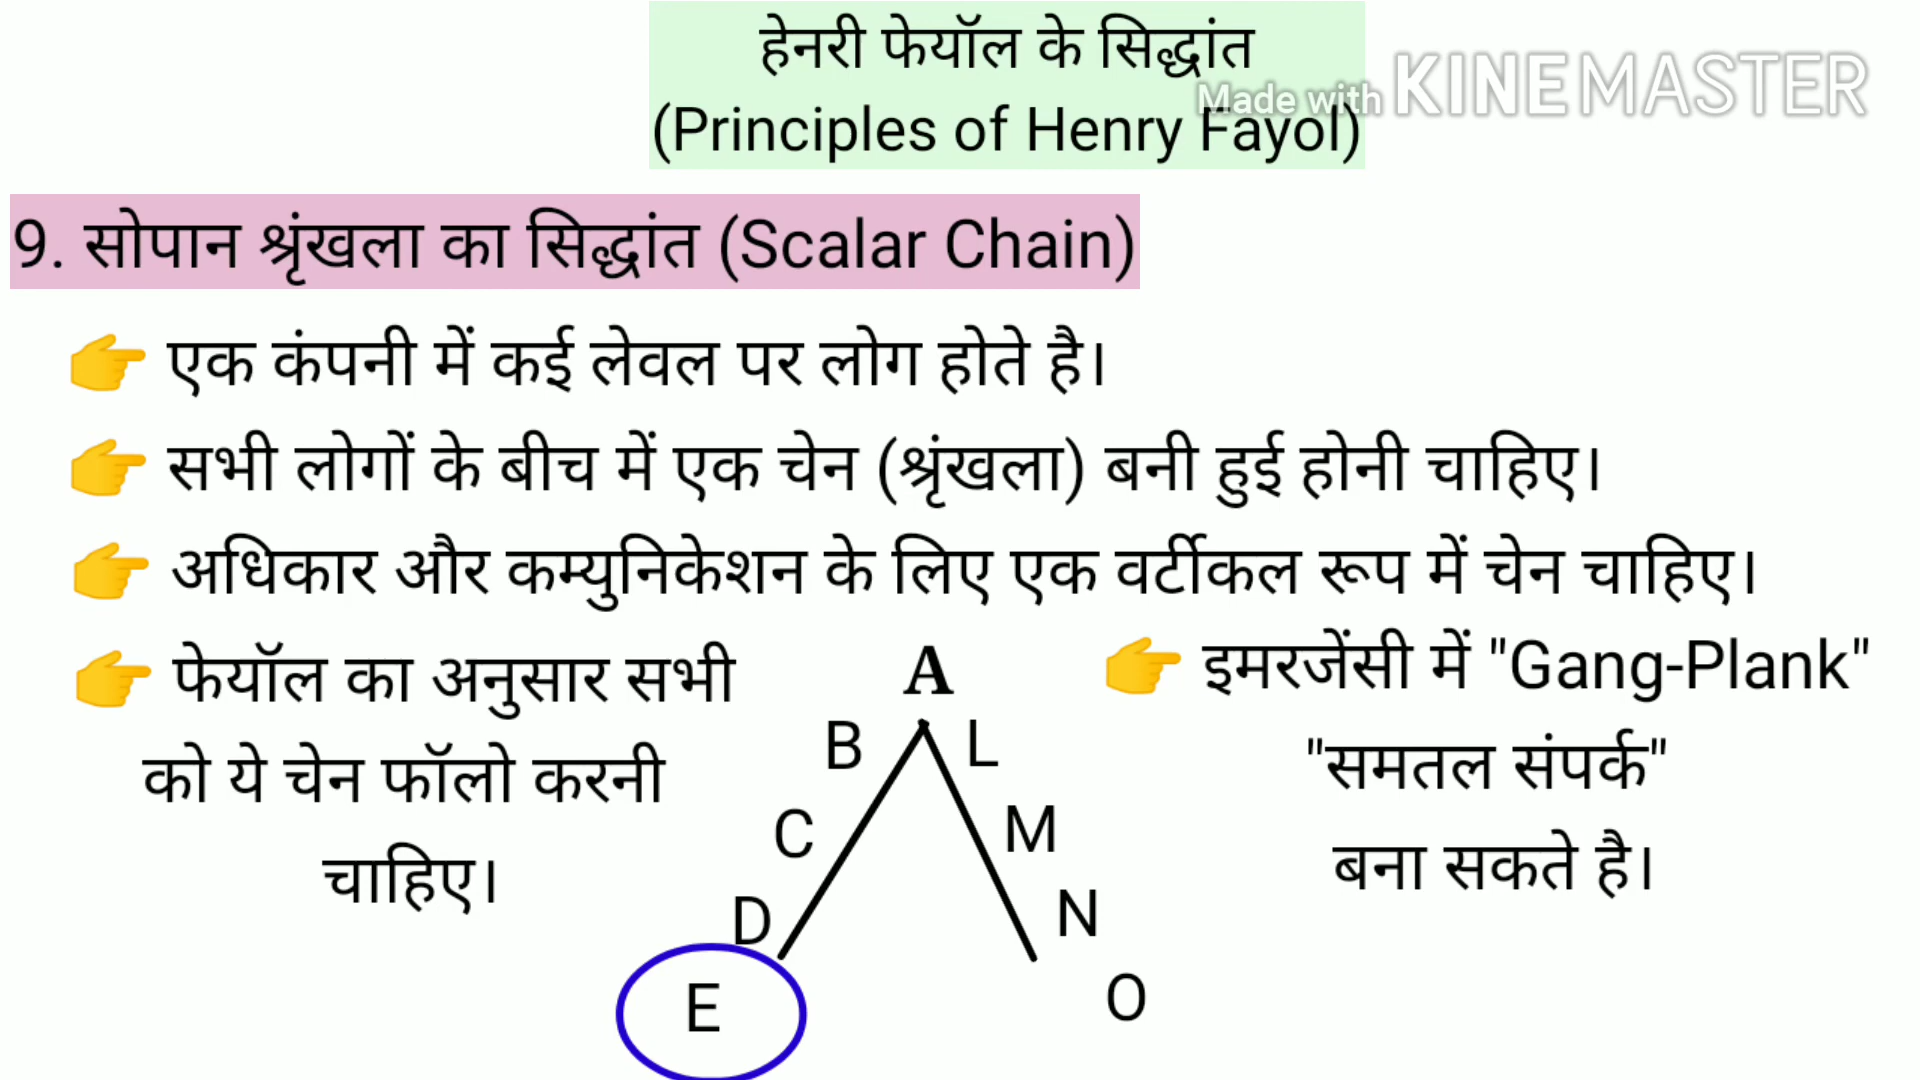 हेनरी फेयॉल के सिद्धांत
(Principles of Henry Fayol)
Made with KINEMASTER
9. सोपान श्रृंखला का सिद्धांत (Scalar Chain)
👉 एक कंपनी में कई लेवल पर लोग होते है।
👉 सभी लोगों के बीच में एक चेन (श्रृंखला) बनी हुई होनी चाहिए।
👉 अधिकार और कम्युनिकेशन के लिए एक वर्टीकल रूप में चेन चाहिए।
👉 फेयॉल का अनुसार सभी
को ये चेन फॉलो करनी
चाहिए।
A
B L
C M
D N
E O
👉 इमरजेंसी में "Gang-Plank"
"समतल संपर्क"
बना सकते है।